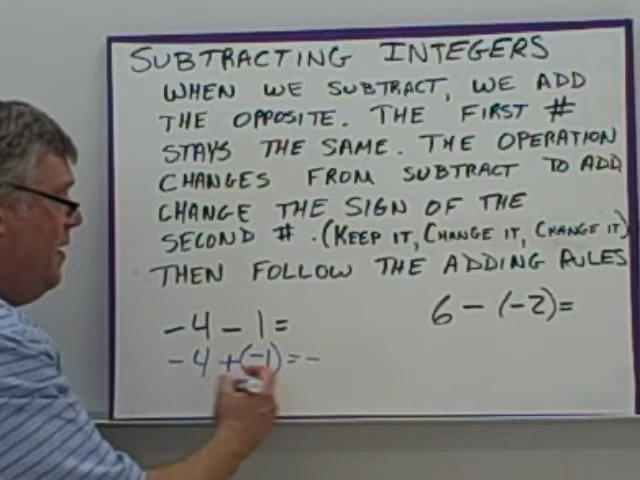 SUBTRACTING INTEGERS
WHEN WE SUBTRACT, WE ADD
THE OPPOSITE. THE FIRST #
STAYS THE SAME. THE OPERATION
CHANGES FROM SUBTRACT TO ADD
CHANGE THE SIGN OF THE
SECOND #. (KEEP IT, CHANGE IT, CHANGE IT)
THEN FOLLOW THE ADDING RULES
-4 - 1 =
6 - (-2) =
-4 + (-1) = -